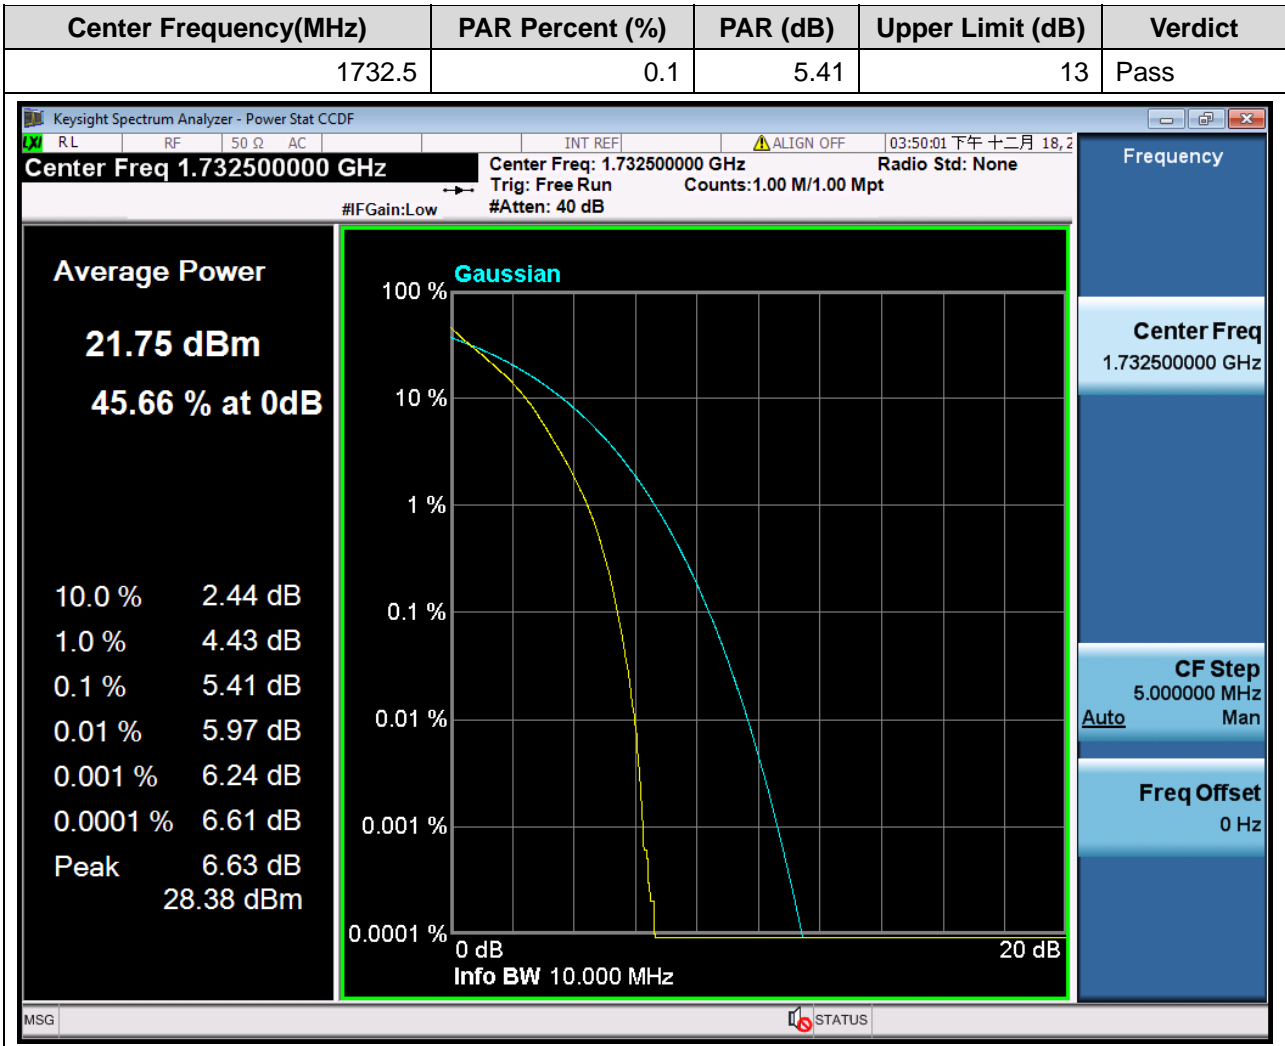 Center Frequency(MHz) PAR Percent (%) PAR (dB) Upper Limit (dB) Verdict
1732.5 0.1 5.41 13 Pass
Keysight Spectrum Analyzer - Power Stat CCDF
LXI RL RF 50 Ω AC INT REF ALIGN OFF 03:50:01 下午 十二月 18, 2
Center Freq 1.732500000 GHz
Center Freq: 1.732500000 GHz Radio Std: None
Trig: Free Run Counts:1.00 M/1.00 Mpt
#IFGain:Low #Atten: 40 dB
Average Power
21.75 dBm
45.66 % at 0dB
10.0 % 2.44 dB
1.0 % 4.43 dB
0.1 % 5.41 dB
0.01 % 5.97 dB
0.001 % 6.24 dB
0.0001 % 6.61 dB
Peak 6.63 dB
28.38 dBm
Gaussian
100 %
10 %
1 %
0.1 %
0.01 %
0.001 %
0.0001 %
0 dB 20 dB
Info BW 10.000 MHz
Frequency
Center Freq
1.732500000 GHz
CF Step
5.000000 MHz
Auto Man
Freq Offset
0 Hz
MSG STATUS